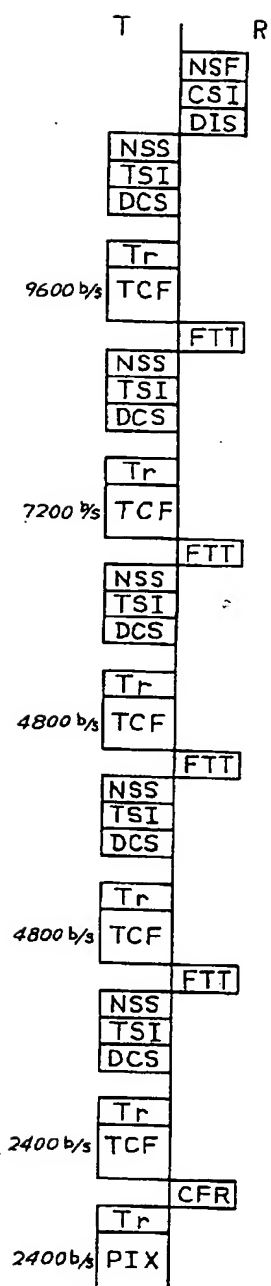 T R
NSF
CSI
DIS
NSS
TSI
DCS
Tr
9600 b/s TCF
FTT
NSS
TSI
DCS
Tr
7200 b/s TCF
FTT
NSS
TSI
DCS
Tr
4800 b/s TCF
FTT
NSS
TSI
DCS
Tr
4800 b/s TCF
FTT
NSS
TSI
DCS
Tr
2400 b/s TCF
CFR
Tr
2400 b/s PIX